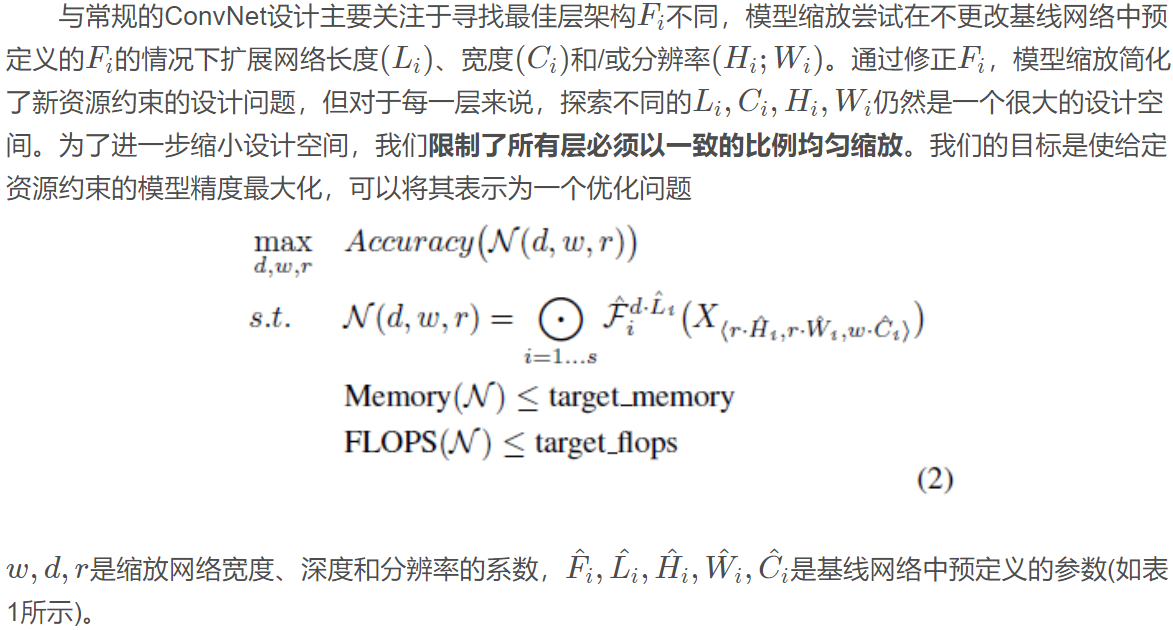 与常规的ConvNet设计主要关注于寻找最佳层架构$F_i$不同，模型缩放尝试在不更改基线网络中预
定义的$F_i$的情况下扩展网络长度$(L_i)$、宽度$(C_i)$和/或分辨率$(H_i; W_i)$。通过修正$F_i$，模型缩放简化
了新资源约束的设计问题，但对于每一层来说，探索不同的$L_i, C_i, H_i, W_i$仍然是一个很大的设计空
间。为了进一步缩小设计空间，我们限制了所有层必须以一致的比例均匀缩放。我们的目标是使给定
资源约束的模型精度最大化，可以将其表示为一个优化问题
$\max_{d,w,r} \quad Accuracy(\mathcal{N}(d, w, r))$
$s.t. \quad \mathcal{N}(d, w, r) = \bigodot_{i=1...s} \hat{\mathcal{F}}_i^{d \cdot \hat{L}_i}(X_{\langle r \cdot \hat{H}_i, r \cdot \hat{W}_i, w \cdot \hat{C}_i \rangle})$
$\text{Memory}(\mathcal{N}) \leq \text{target\_memory}$
$\text{FLOPS}(\mathcal{N}) \leq \text{target\_flops}$
(2)
$w, d, r$是缩放网络宽度、深度和分辨率的系数，$\hat{F}_i, \hat{L}_i, \hat{H}_i, \hat{W}_i, \hat{C}_i$是基线网络中预定义的参数(如表
1所示)。